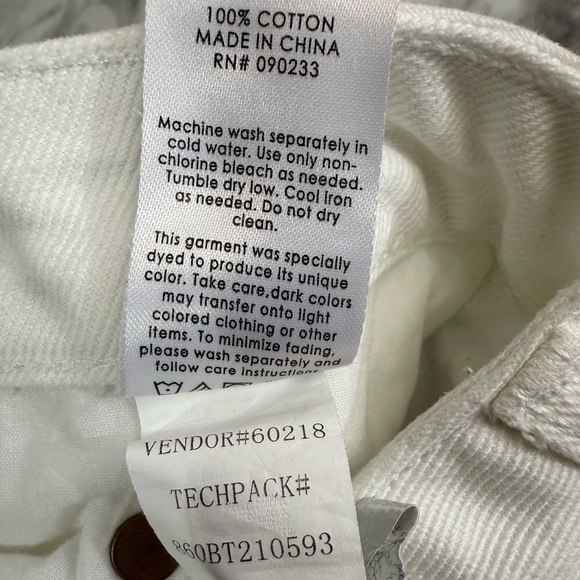 100% COTTON
MADE IN CHINA
RN# 090233
Machine wash separately in
cold water. Use only non-
chlorine bleach as needed.
Tumble dry low. Cool iron
as needed. Do not dry
clean.
This garment was specially
dyed to produce its unique
color. Take care,dark colors
may transfer onto light
colored clothing or other
items. To minimize fading,
please wash separately and
follow care instructions
VENDOR#60218
TECHPACK#
860BT210593